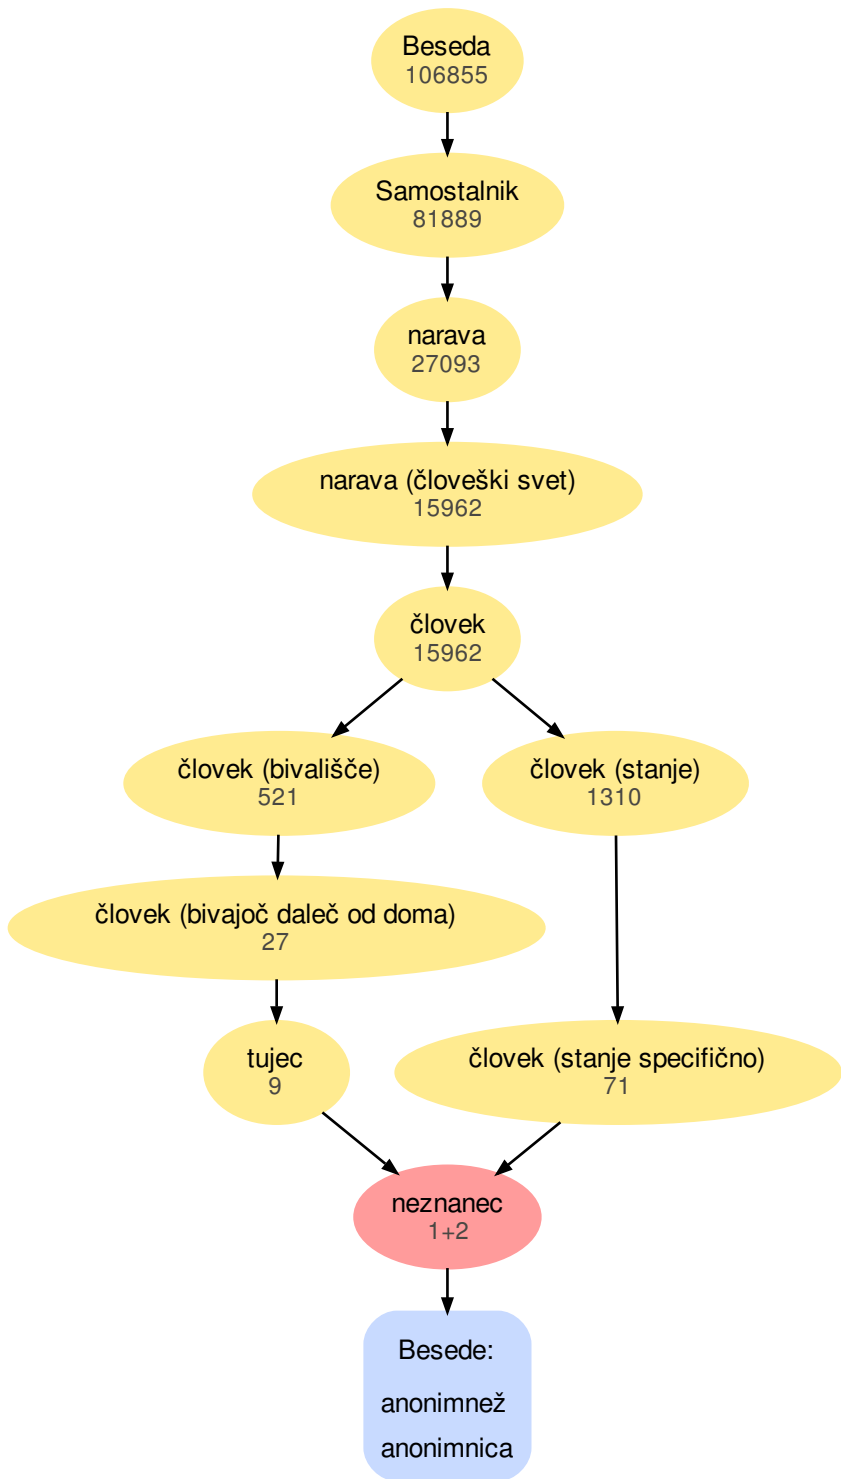 Beseda
106855
Samostalnik
81889
narava
27093
narava (človeški svet)
15962
človek
15962
človek (bivališče)
521
človek (stanje)
1310
človek (bivajoč daleč od doma)
27
tujec
9
človek (stanje specifično)
71
neznanec
1+2
Besede:
anonimnež
anonimnica